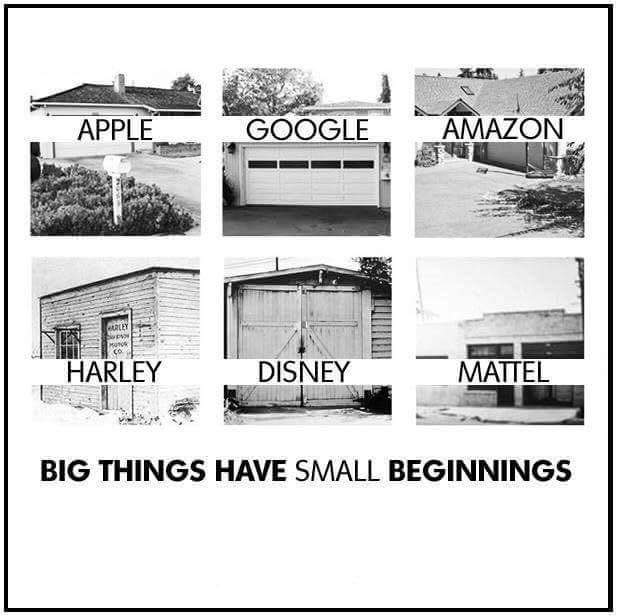 APPLE
GOOGLE
AMAZON
HARLEY
DAVIDSON
MOTOR
CO.
HARLEY
DISNEY
MATTEL
BIG THINGS HAVE SMALL BEGINNINGS